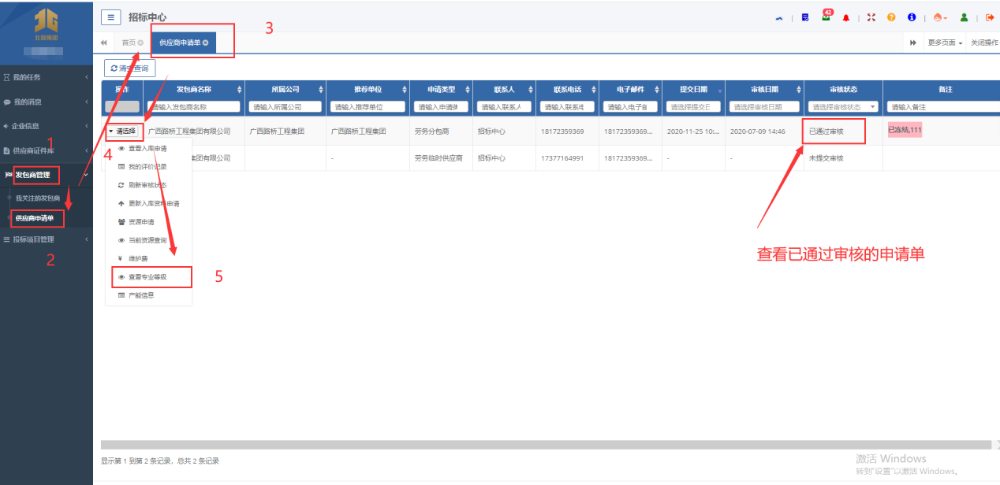 北投集团
招标中心
42
首页
供应商申请单
3
更多页面
关闭操作
清空查询
我的任务
我的消息
企业信息
供应商证件库
1
发包商管理
我关注的发包商
供应商申请单
投标项目管理
2
操作 发包商名称 所属公司 推荐单位 申请类型 联系人 联系电话 电子邮件 提交日期 审核日期 审核状态 备注
请输入发包商名称 请输入所属公司 请输入推荐单位 请输入申请类 请输入联系人 请输入联系电 请输入电子邮 请选择提交日 请选择审核日期 请选择审核状态 请输入备注
请选择 广西路桥工程集团有限公司 广西路桥工程集团 广西路桥工程集团 劳务分包商 招标中心 18172359369 18172359369... 2020-11-25 10:... 2020-07-09 14:46 已通过审核 已冻结,111
集团有限公司 - 劳务临时供应商 招标中心 17377164991 18172359369... - - 未提交审核
4
查看入库申请
我的评价记录
刷新审核状态
更新入库资料申请
资源申请
当前资源查询
维护费
查看专业等级
5
产能信息
查看已通过审核的申请单
显示第 1 到第 2 条记录，总共 2 条记录
激活 Windows
转到"设置"以激活 Windows。